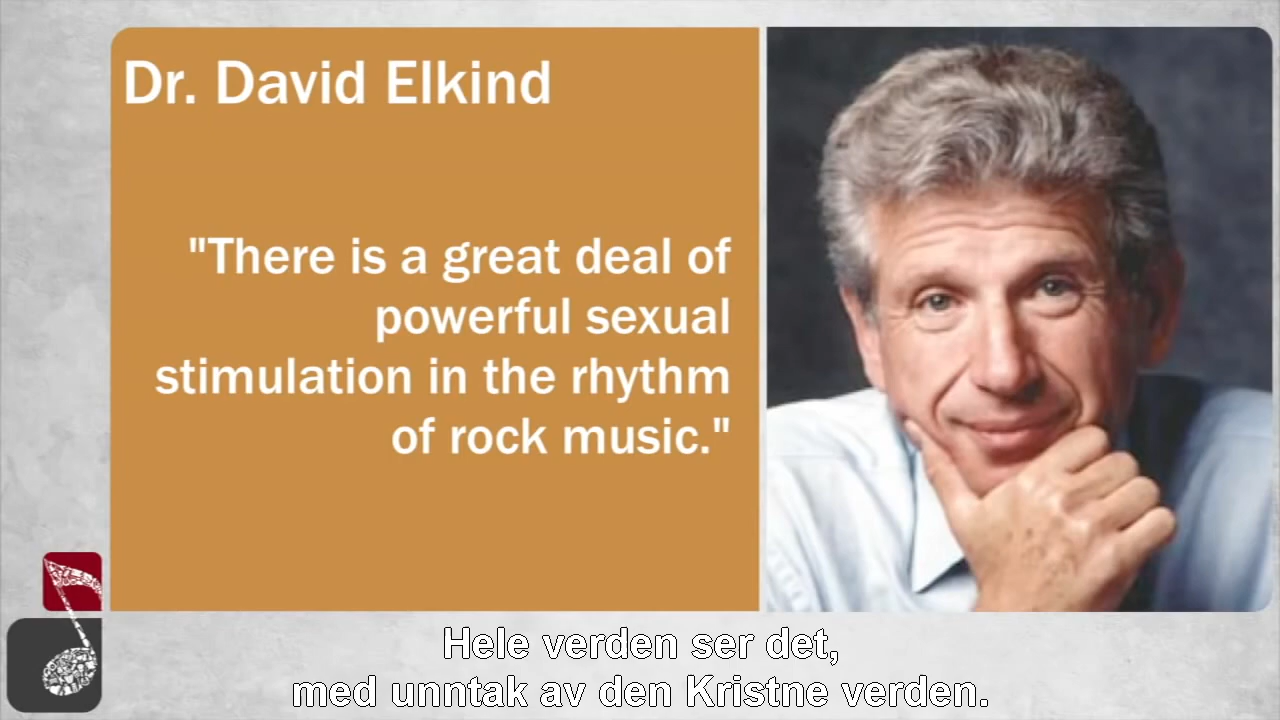 Dr. David Elkind
"There is a great deal of
powerful sexual
stimulation in the rhythm
of rock music."
Hele verden ser det,
med unntak av den Kristne verden.